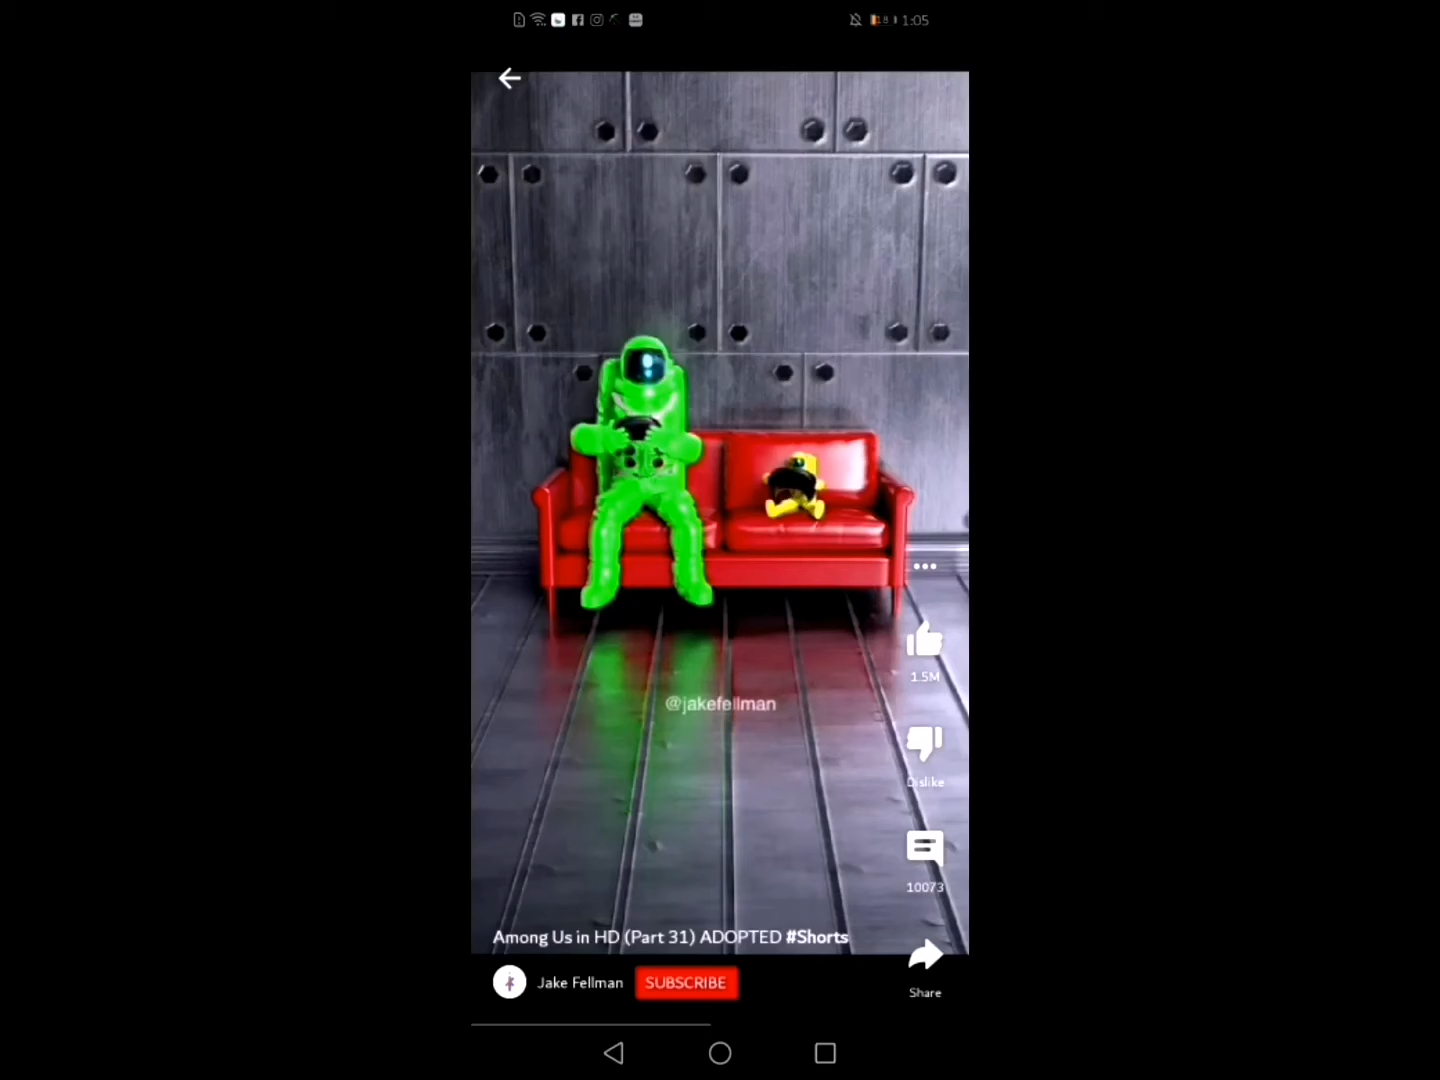 18 1:05
1.5M
@jakefellman
Dislike
10073
Among Us in HD (Part 31) ADOPTED #Shorts
Jake Fellman SUBSCRIBE
Share